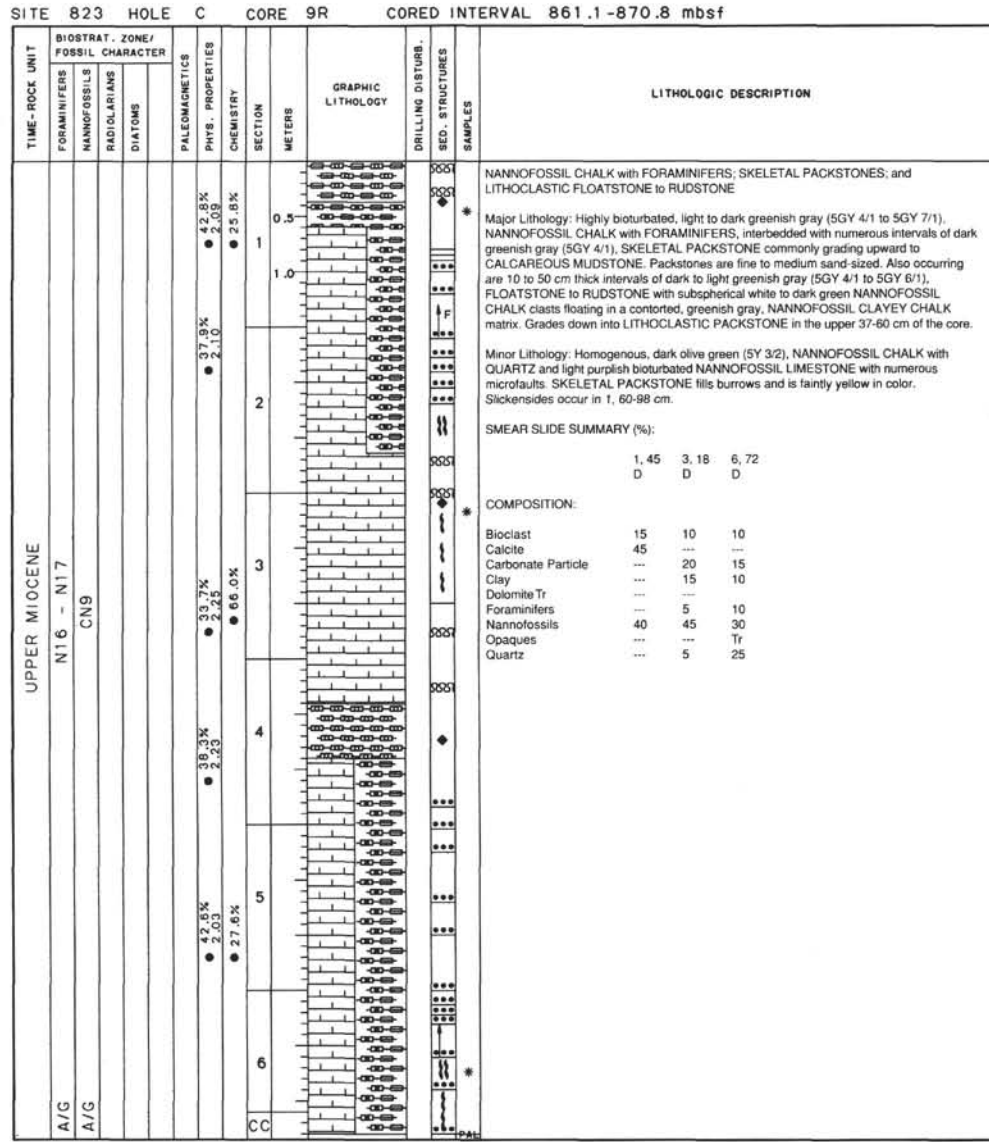 SITE 823 HOLE C CORE 9R CORED INTERVAL 861.1-870.8 mbsf
TIME-ROCK UNIT
BIOSTRAT. ZONE/
FOSSIL CHARACTER
FORAMINIFERS
NANNOFOSSILS
RADIOLARIANS
DIATOMS
PALEOMAGNETICS
PHYS. PROPERTIES
CHEMISTRY
SECTION
METERS
GRAPHIC
LITHOLOGY
DRILLING DISTURB.
SED. STRUCTURES
SAMPLES
LITHOLOGIC DESCRIPTION
UPPER MIOCENE
N16 - N17
A/G
CN9
A/G
42.8%
2.09
37.9%
2.10
33.7%
2.25
38.3%
2.23
42.6%
2.03
25.8%
66.0%
27.6%
1
2
3
4
5
6
CC
0.5
1.0
F
*
*
*
PAL
NANNOFOSSIL CHALK with FORAMINIFERS; SKELETAL PACKSTONES; and
LITHOCLASTIC FLOATSTONE to RUDSTONE
Major Lithology: Highly bioturbated, light to dark greenish gray (5GY 4/1 to 5GY 7/1),
NANNOFOSSIL CHALK with FORAMINIFERS, interbedded with numerous intervals of dark
greenish gray (5GY 4/1), SKELETAL PACKSTONE commonly grading upward to
CALCAREOUS MUDSTONE. Packstones are fine to medium sand-sized. Also occurring
are 10 to 50 cm thick intervals of dark to light greenish gray (5GY 4/1 to 5GY 6/1),
FLOATSTONE to RUDSTONE with subspherical white to dark green NANNOFOSSIL
CHALK clasts floating in a contorted, greenish gray, NANNOFOSSIL CLAYEY CHALK
matrix. Grades down into LITHOCLASTIC PACKSTONE in the upper 37-60 cm of the core.
Minor Lithology: Homogenous, dark olive green (5Y 3/2), NANNOFOSSIL CHALK with
QUARTZ and light purplish bioturbated NANNOFOSSIL LIMESTONE with numerous
microfaults. SKELETAL PACKSTONE fills burrows and is faintly yellow in color.
Slickensides occur in 1, 60-98 cm.
SMEAR SLIDE SUMMARY (%):
1, 45 3, 18 6, 72
D D D
COMPOSITION:
Bioclast 15 10 10
Calcite 45 --- ---
Carbonate Particle --- 20 15
Clay --- 15 10
Dolomite Tr --- ---
Foraminifers --- 5 10
Nannofossils 40 45 30
Opaques --- --- Tr
Quartz --- 5 25